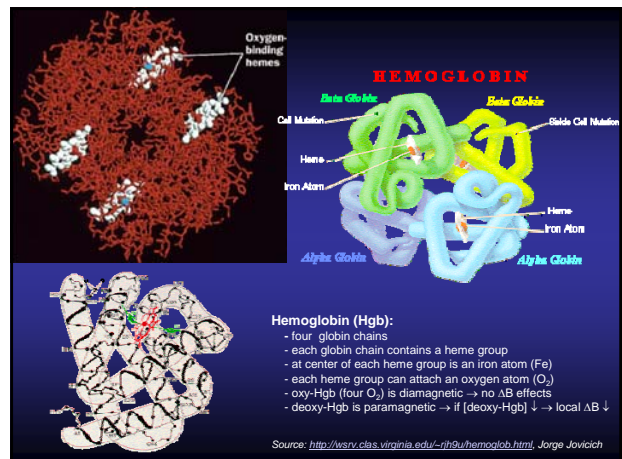 Oxygen-
binding
hemes
HEMOGLOBIN
Beta Globin
Beta Globin
Cell Mutation
Sickle Cell Mutation
Heme
Iron Atom
Heme
Iron Atom
Alpha Globin
Alpha Globin
Hemoglobin (Hgb):
- four globin chains
- each globin chain contains a heme group
- at center of each heme group is an iron atom (Fe)
- each heme group can attach an oxygen atom (O₂)
- oxy-Hgb (four O₂) is diamagnetic → no ΔB effects
- deoxy-Hgb is paramagnetic → if [deoxy-Hgb] ↓ → local ΔB ↓
Source: http://wsrv.clas.virginia.edu/~rjh9u/hemoglob.html, Jorge Jovicich